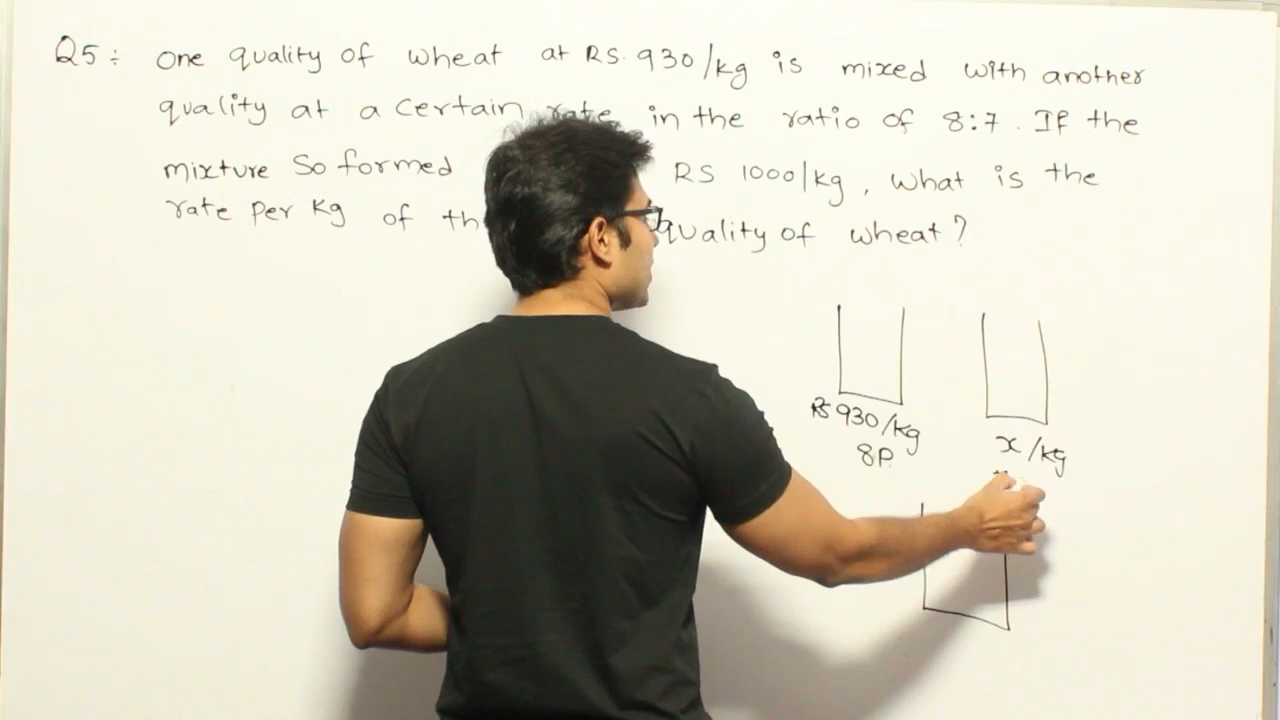 Q5÷ One quality of wheat at RS. 930/kg is mixed with another
quality at a certain rate in the ratio of 8:7. If the
mixture So formed RS 1000/kg, what is the
rate Per Kg of quality of wheat?
RS 930/kg
8P
x/kg